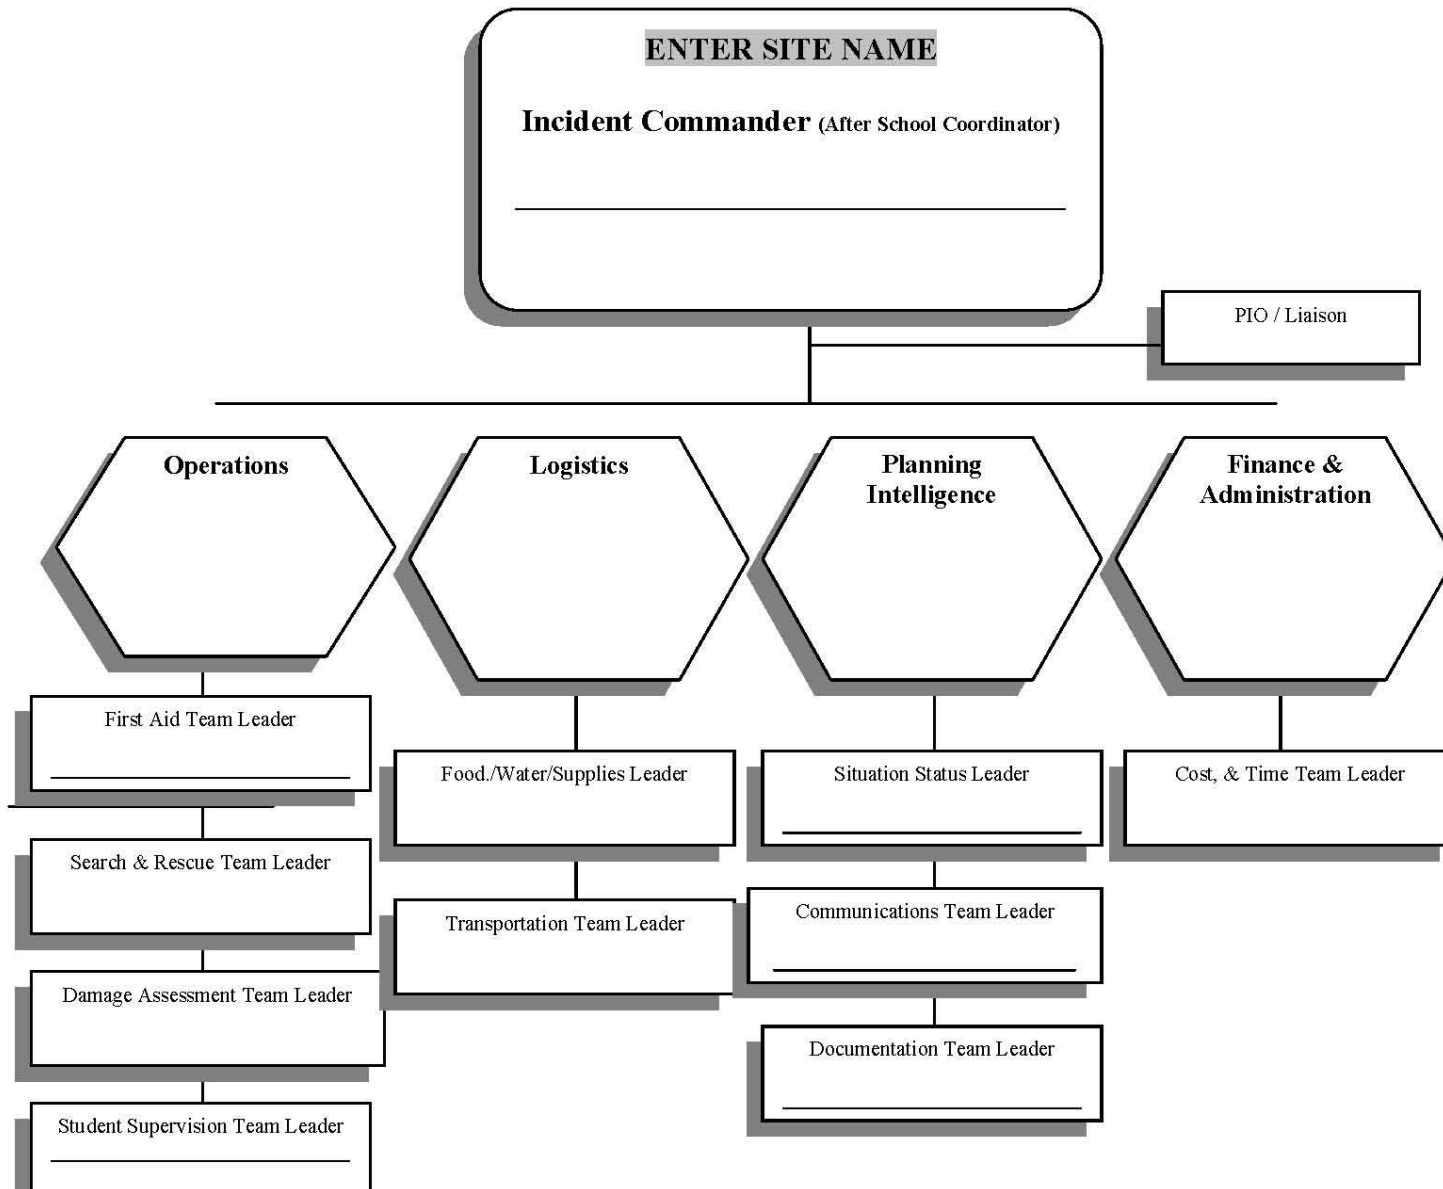 ENTER SITE NAME
Incident Commander (After School Coordinator)
PIO / Liaison
Operations
Logistics
Planning
Intelligence
Finance &
Administration
First Aid Team Leader
Search & Rescue Team Leader
Damage Assessment Team Leader
Student Supervision Team Leader
Food./Water/Supplies Leader
Transportation Team Leader
Situation Status Leader
Communications Team Leader
Documentation Team Leader
Cost, & Time Team Leader